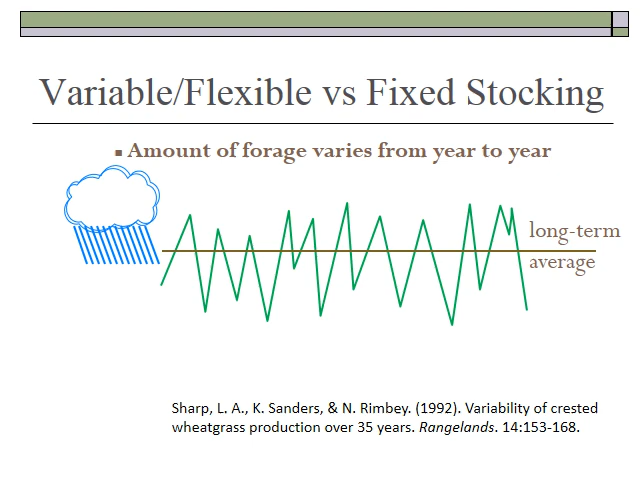 Variable/Flexible vs Fixed Stocking
▪ Amount of forage varies from year to year
long-term
average
Sharp, L. A., K. Sanders, & N. Rimbey. (1992). Variability of crested
wheatgrass production over 35 years. Rangelands. 14:153-168.